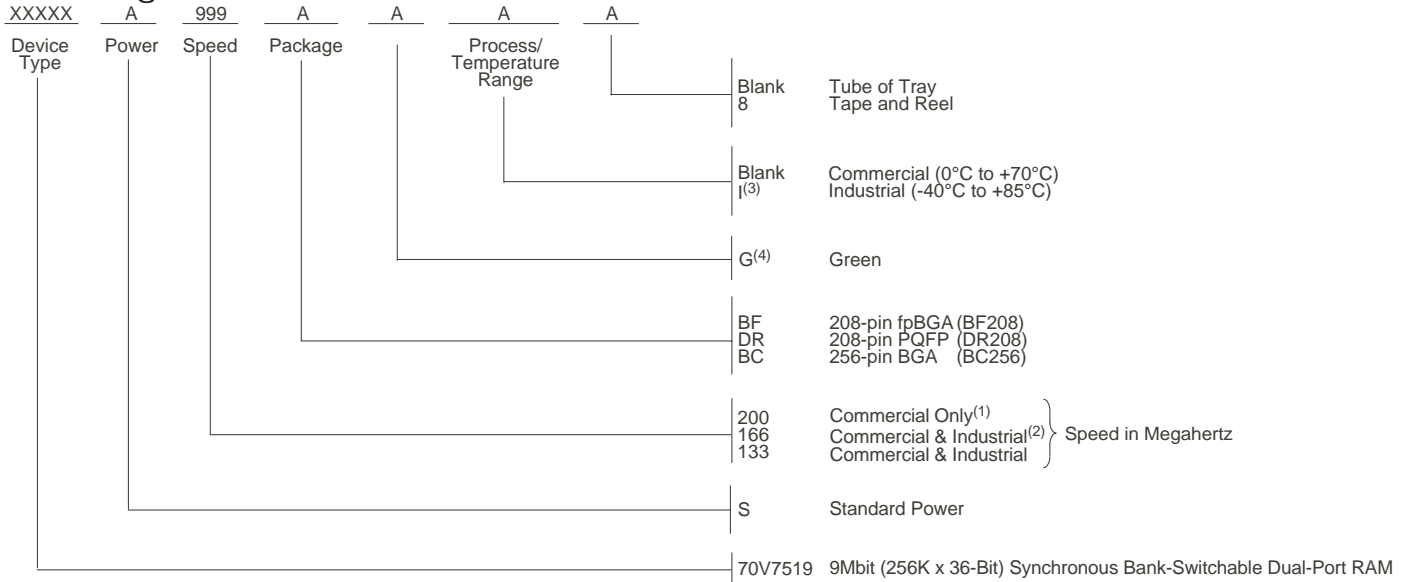 XXXXX A 999 A A A A
Device Type Power Speed Package Process/ Temperature Range
Blank Tube of Tray
8 Tape and Reel
Blank Commercial (0°C to +70°C)
I(3) Industrial (-40°C to +85°C)
G(4) Green
BF 208-pin fpBGA (BF208)
DR 208-pin PQFP (DR208)
BC 256-pin BGA (BC256)
200 Commercial Only(1)
166 Commercial & Industrial(2) Speed in Megahertz
133 Commercial & Industrial
S Standard Power
70V7519 9Mbit (256K x 36-Bit) Synchronous Bank-Switchable Dual-Port RAM